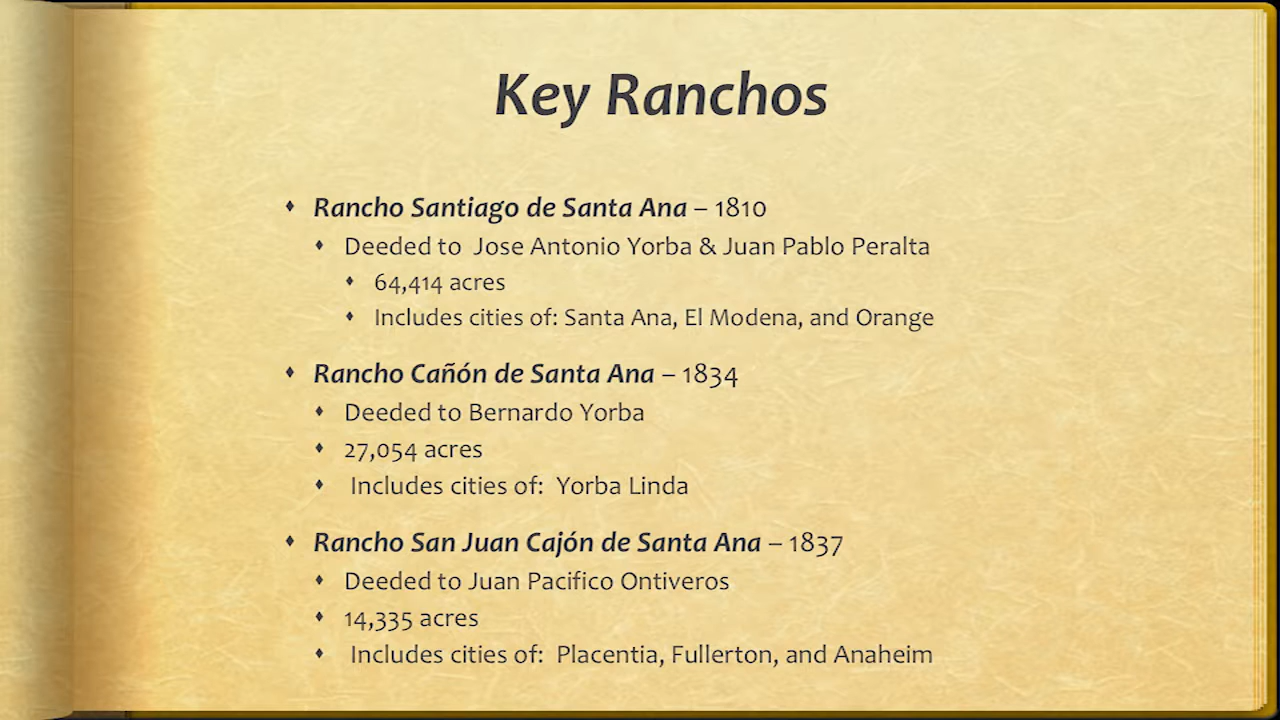 Key Ranchos
Rancho Santiago de Santa Ana – 1810
Deeded to Jose Antonio Yorba & Juan Pablo Peralta
64,414 acres
Includes cities of: Santa Ana, El Modena, and Orange
Rancho Cañón de Santa Ana – 1834
Deeded to Bernardo Yorba
27,054 acres
Includes cities of: Yorba Linda
Rancho San Juan Cajón de Santa Ana – 1837
Deeded to Juan Pacifico Ontiveros
14,335 acres
Includes cities of: Placentia, Fullerton, and Anaheim